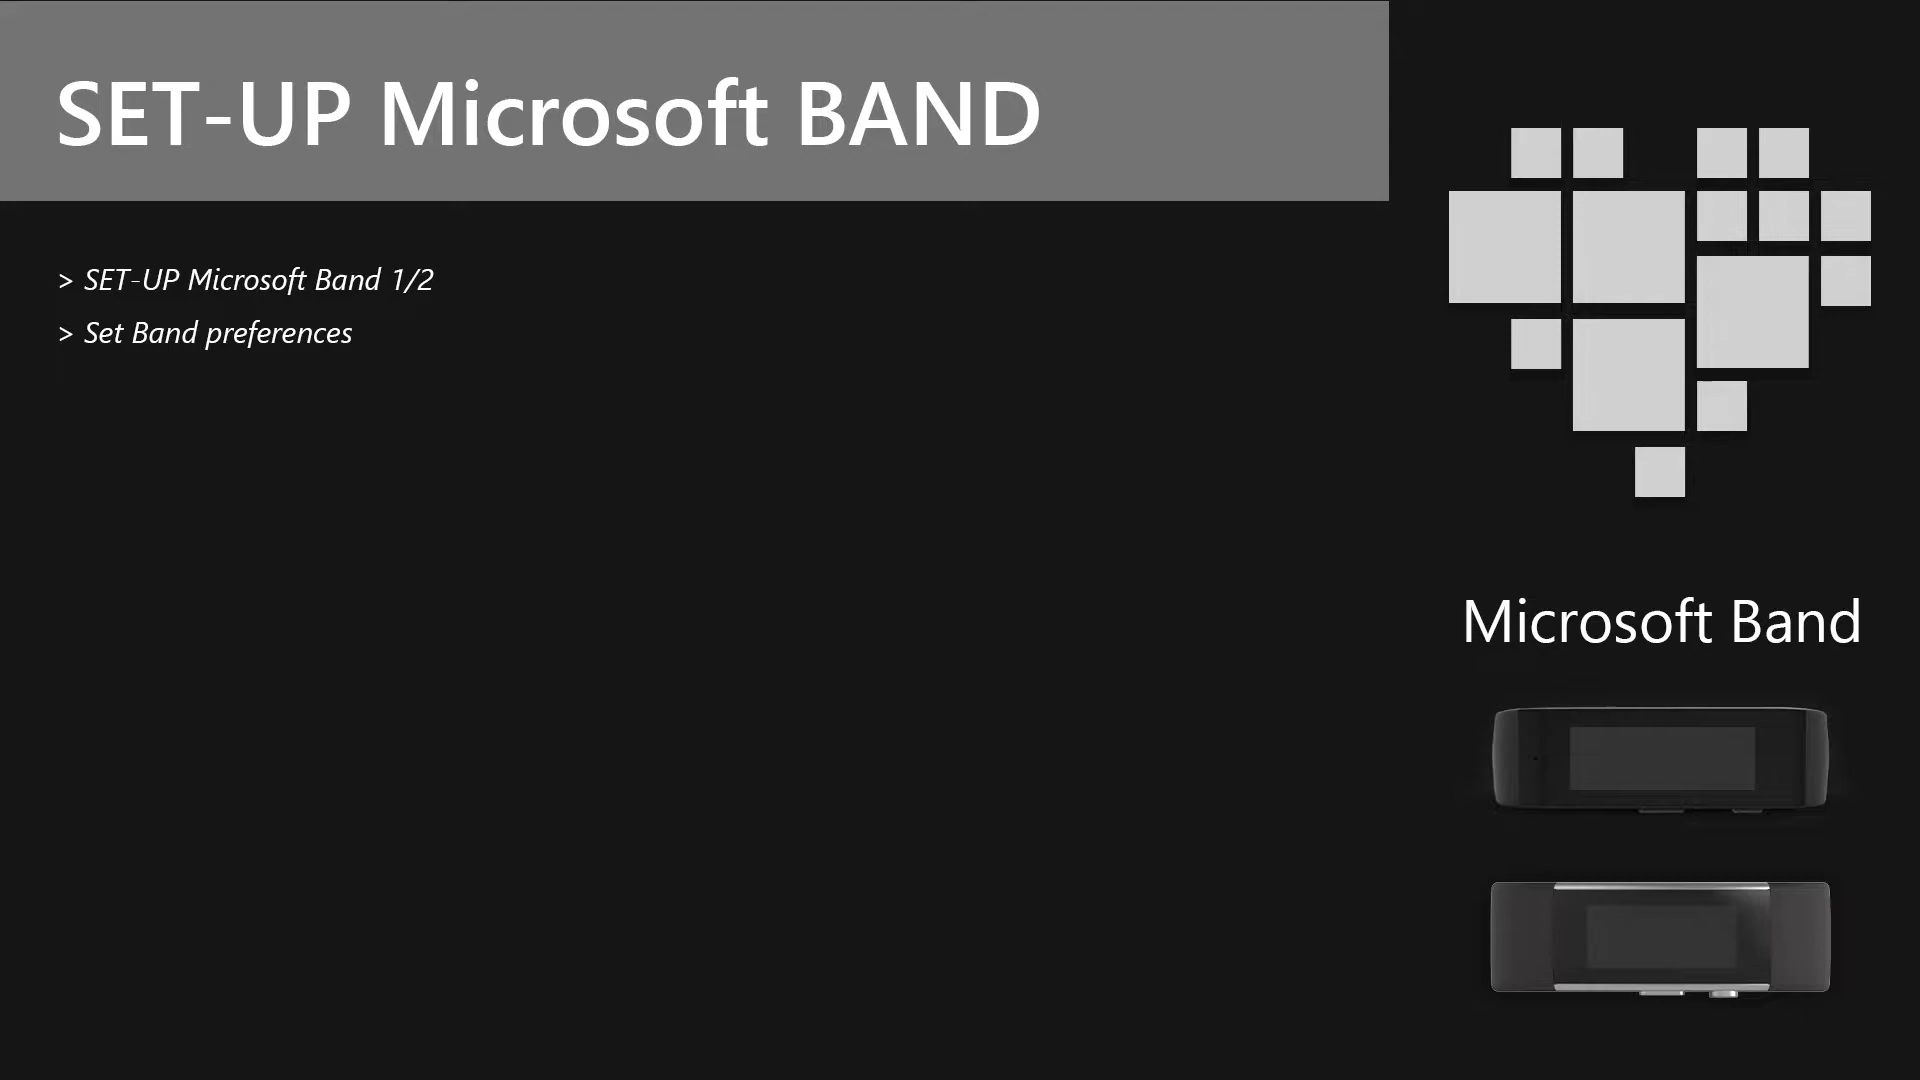 SET-UP Microsoft BAND
> SET-UP Microsoft Band 1/2
> Set Band preferences
Microsoft Band